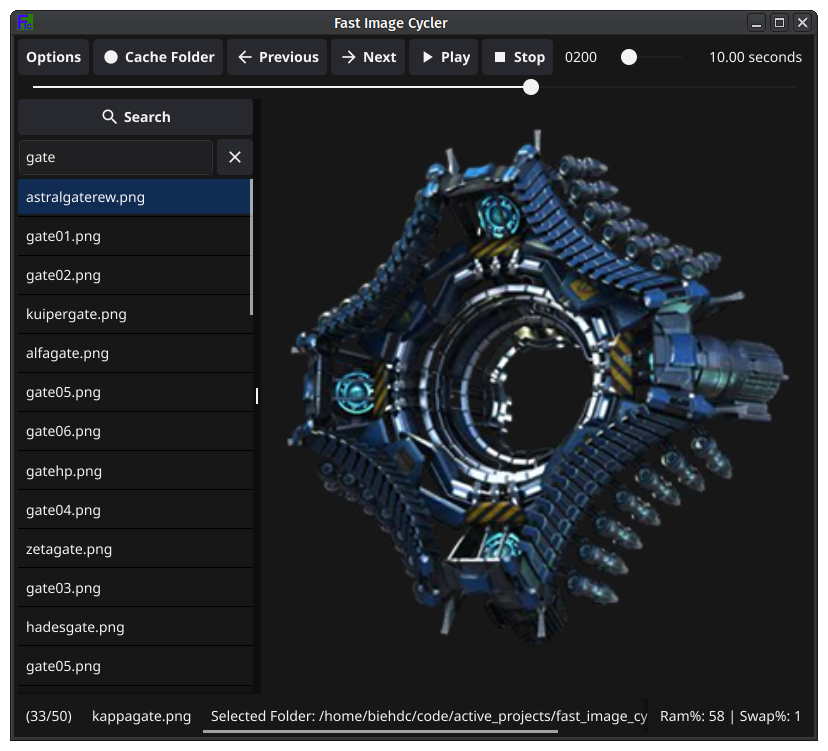 Fast Image Cycler
Options Cache Folder Previous Next Play Stop 0200 10.00 seconds
Search
gate
astralgaterew.png
gate01.png
gate02.png
kuipergate.png
alfagate.png
gate05.png
gate06.png
gatehp.png
gate04.png
zetagate.png
gate03.png
hadesgate.png
gate05.png
(33/50) kappagate.png Selected Folder: /home/biehdc/code/active_projects/fast_image_cy Ram%: 58 | Swap%: 1